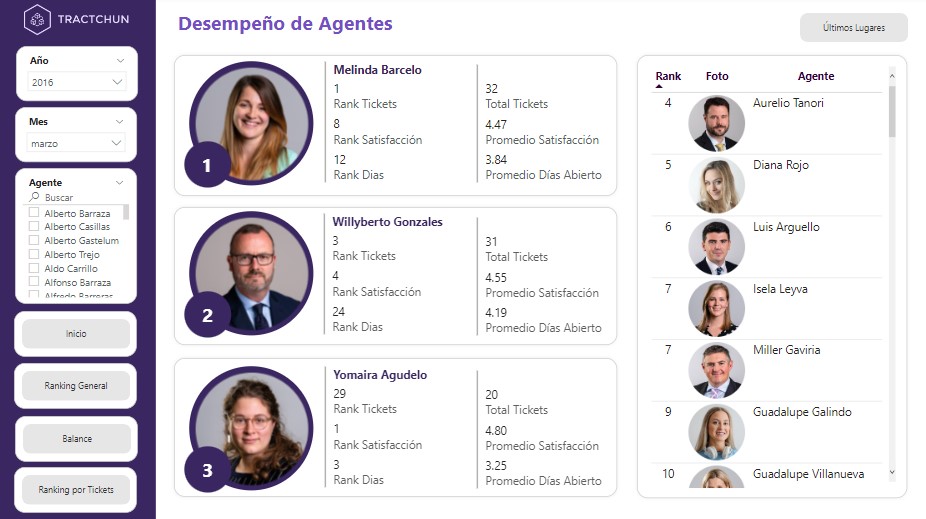 TRACTCHUN
Año
2016
Mes
marzo
Agente
Buscar
Alberto Barraza
Alberto Casillas
Alberto Gastelum
Alberto Trejo
Aldo Carrillo
Alfonso Barraza
Alfredo Barreras
Inicio
Ranking General
Balance
Ranking por Tickets
Desempeño de Agentes
Últimos Lugares
1
Melinda Barcelo
1
Rank Tickets
8
Rank Satisfacción
12
Rank Dias
32
Total Tickets
4.47
Promedio Satisfacción
3.84
Promedio Días Abierto
2
Willyberto Gonzales
3
Rank Tickets
4
Rank Satisfacción
24
Rank Dias
31
Total Tickets
4.55
Promedio Satisfacción
4.19
Promedio Días Abierto
3
Yomaira Agudelo
29
Rank Tickets
1
Rank Satisfacción
3
Rank Dias
20
Total Tickets
4.80
Promedio Satisfacción
3.25
Promedio Días Abierto
Rank Foto Agente
4 Aurelio Tanori
5 Diana Rojo
6 Luis Arguello
7 Isela Leyva
7 Miller Gaviria
9 Guadalupe Galindo
10 Guadalupe Villanueva